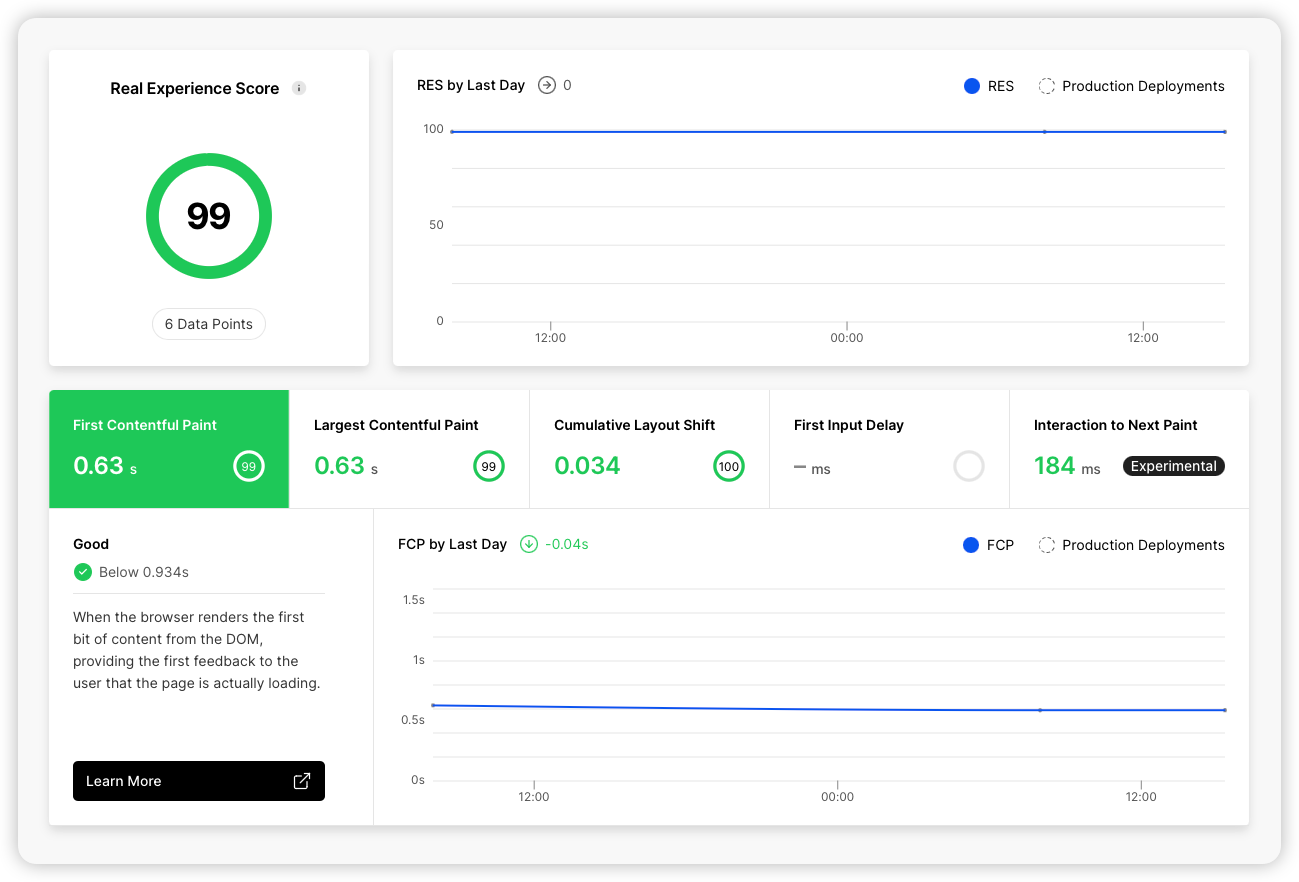 Real Experience Score
99
6 Data Points
RES by Last Day 0
RES Production Deployments
100
50
0
12:00 00:00 12:00
First Contentful Paint
0.63 s 99
Largest Contentful Paint
0.63 s 99
Cumulative Layout Shift
0.034 100
First Input Delay
— ms
Interaction to Next Paint
184 ms Experimental
Good
Below 0.934s
When the browser renders the first
bit of content from the DOM,
providing the first feedback to the
user that the page is actually loading.
Learn More
FCP by Last Day -0.04s
FCP Production Deployments
1.5s
1s
0.5s
0s
12:00 00:00 12:00